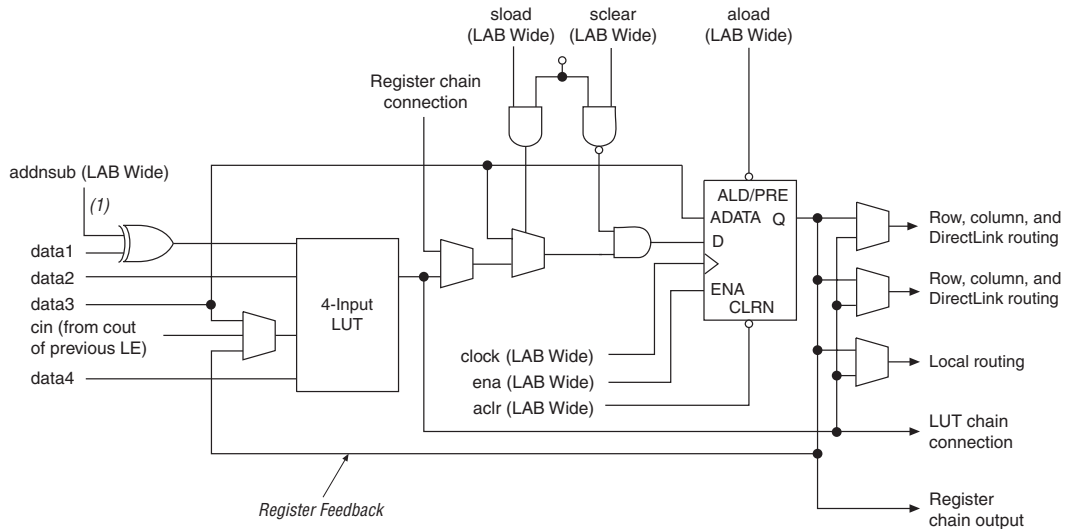 sload
(LAB Wide)
sclear
(LAB Wide)
aload
(LAB Wide)
Register chain
connection
addnsub (LAB Wide)
(1)
data1
data2
data3
cin (from cout
of previous LE)
data4
4-Input
LUT
ALD/PRE
ADATA Q
D
ENA
CLRN
clock (LAB Wide)
ena (LAB Wide)
aclr (LAB Wide)
Row, column, and
DirectLink routing
Row, column, and
DirectLink routing
Local routing
LUT chain
connection
Register
chain output
Register Feedback